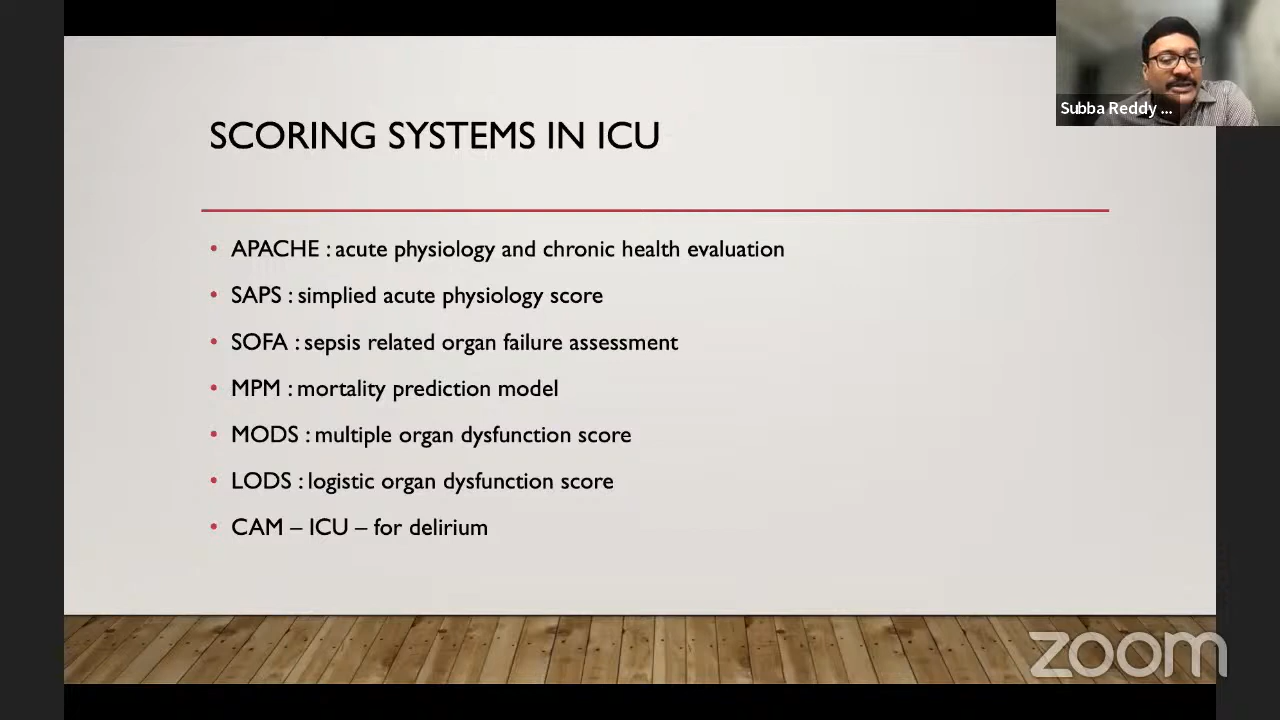 Subba Reddy ...
SCORING SYSTEMS IN ICU
• APACHE : acute physiology and chronic health evaluation
• SAPS : simplied acute physiology score
• SOFA : sepsis related organ failure assessment
• MPM : mortality prediction model
• MODS : multiple organ dysfunction score
• LODS : logistic organ dysfunction score
• CAM – ICU – for delirium
zoom